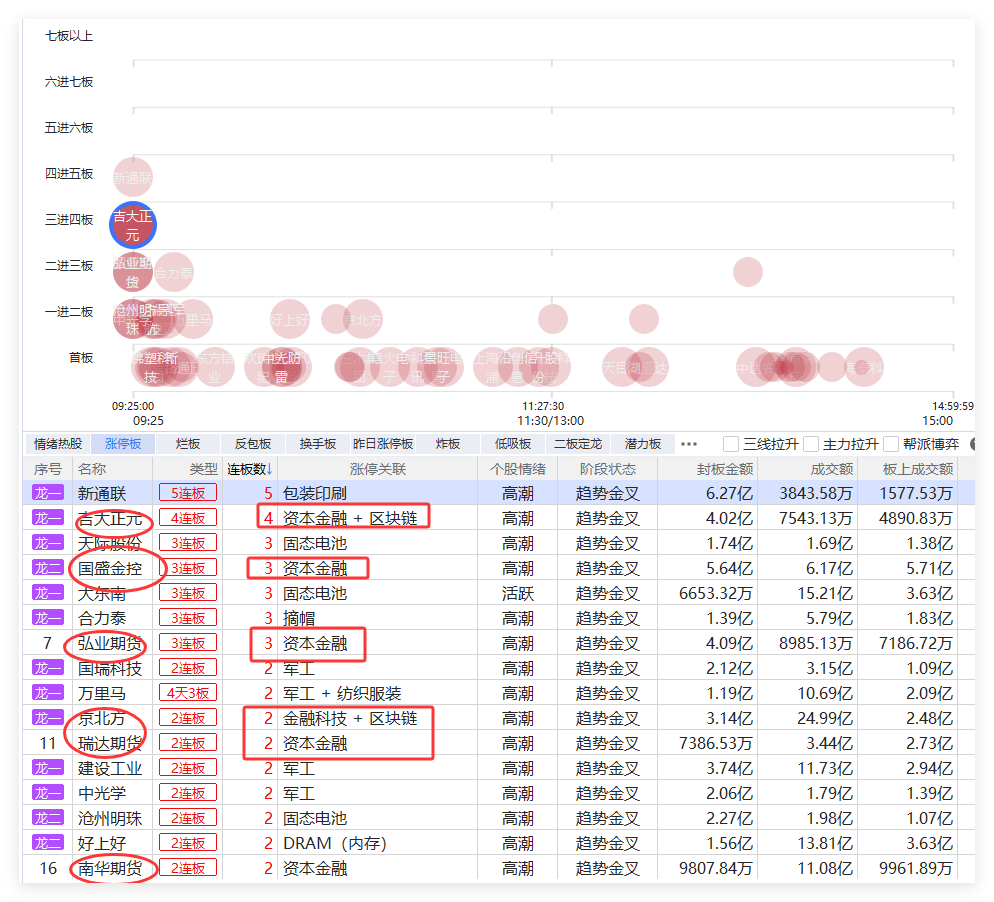 七板以上
六进七板
五进六板
四进五板
新通联
三进四板
吉大正
元
二进三板
弘业期
货
合力泰
一进二板
沧州明
珠
里马
好上好
京北方
首板
佛塑科
技
东方
业
中光防
雷
09:25:00 11:27:30 14:59:59
09:25 11:30/13:00 15:00
情绪热股 涨停板 烂板 反包板 换手板 昨日涨停板 炸板 低吸板 二板定龙 潜力板 ••• 三线拉升 主力拉升 帮派博弈
序号 名称 类型 连板数↓ 涨停关联 个股情绪 阶段状态 封板金额 成交额 板上成交额
龙一 新通联 5连板 5 包装印刷 高潮 趋势金叉 6.27亿 3843.58万 1577.53万
龙一 吉大正元 4连板 4 资本金融 + 区块链 高潮 趋势金叉 4.02亿 7543.13万 4890.83万
龙一 天际股份 3连板 3 固态电池 高潮 趋势金叉 1.74亿 1.69亿 1.38亿
龙二 国盛金控 3连板 3 资本金融 高潮 趋势金叉 5.64亿 6.17亿 5.71亿
龙二 大东南 3连板 3 固态电池 活跃 趋势金叉 6653.32万 15.21亿 3.63亿
龙一 合力泰 3连板 3 摘帽 高潮 趋势金叉 1.39亿 5.79亿 1.83亿
7 弘业期货 3连板 3 资本金融 高潮 趋势金叉 4.09亿 8985.13万 7186.72万
龙一 国瑞科技 2连板 2 军工 高潮 趋势金叉 2.12亿 3.15亿 1.09亿
龙一 万里马 4天3板 2 军工 + 纺织服装 高潮 趋势金叉 1.19亿 10.69亿 2.09亿
龙一 京北方 2连板 2 金融科技 + 区块链 高潮 趋势金叉 3.14亿 24.99亿 2.48亿
11 瑞达期货 2连板 2 资本金融 高潮 趋势金叉 7386.53万 3.44亿 2.73亿
龙一 建设工业 2连板 2 军工 高潮 趋势金叉 3.74亿 11.73亿 2.94亿
龙一 中光学 2连板 2 军工 高潮 趋势金叉 2.06亿 1.79亿 1.39亿
龙二 沧州明珠 2连板 2 固态电池 高潮 趋势金叉 2.27亿 1.98亿 1.07亿
龙二 好上好 2连板 2 DRAM（内存） 高潮 趋势金叉 1.56亿 13.81亿 3.63亿
16 南华期货 2连板 2 资本金融 高潮 趋势金叉 9807.84万 11.08亿 9961.89万